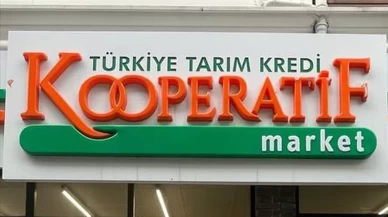 TÜRKİYE TARIM KREDİ
KOOPERATİF
market